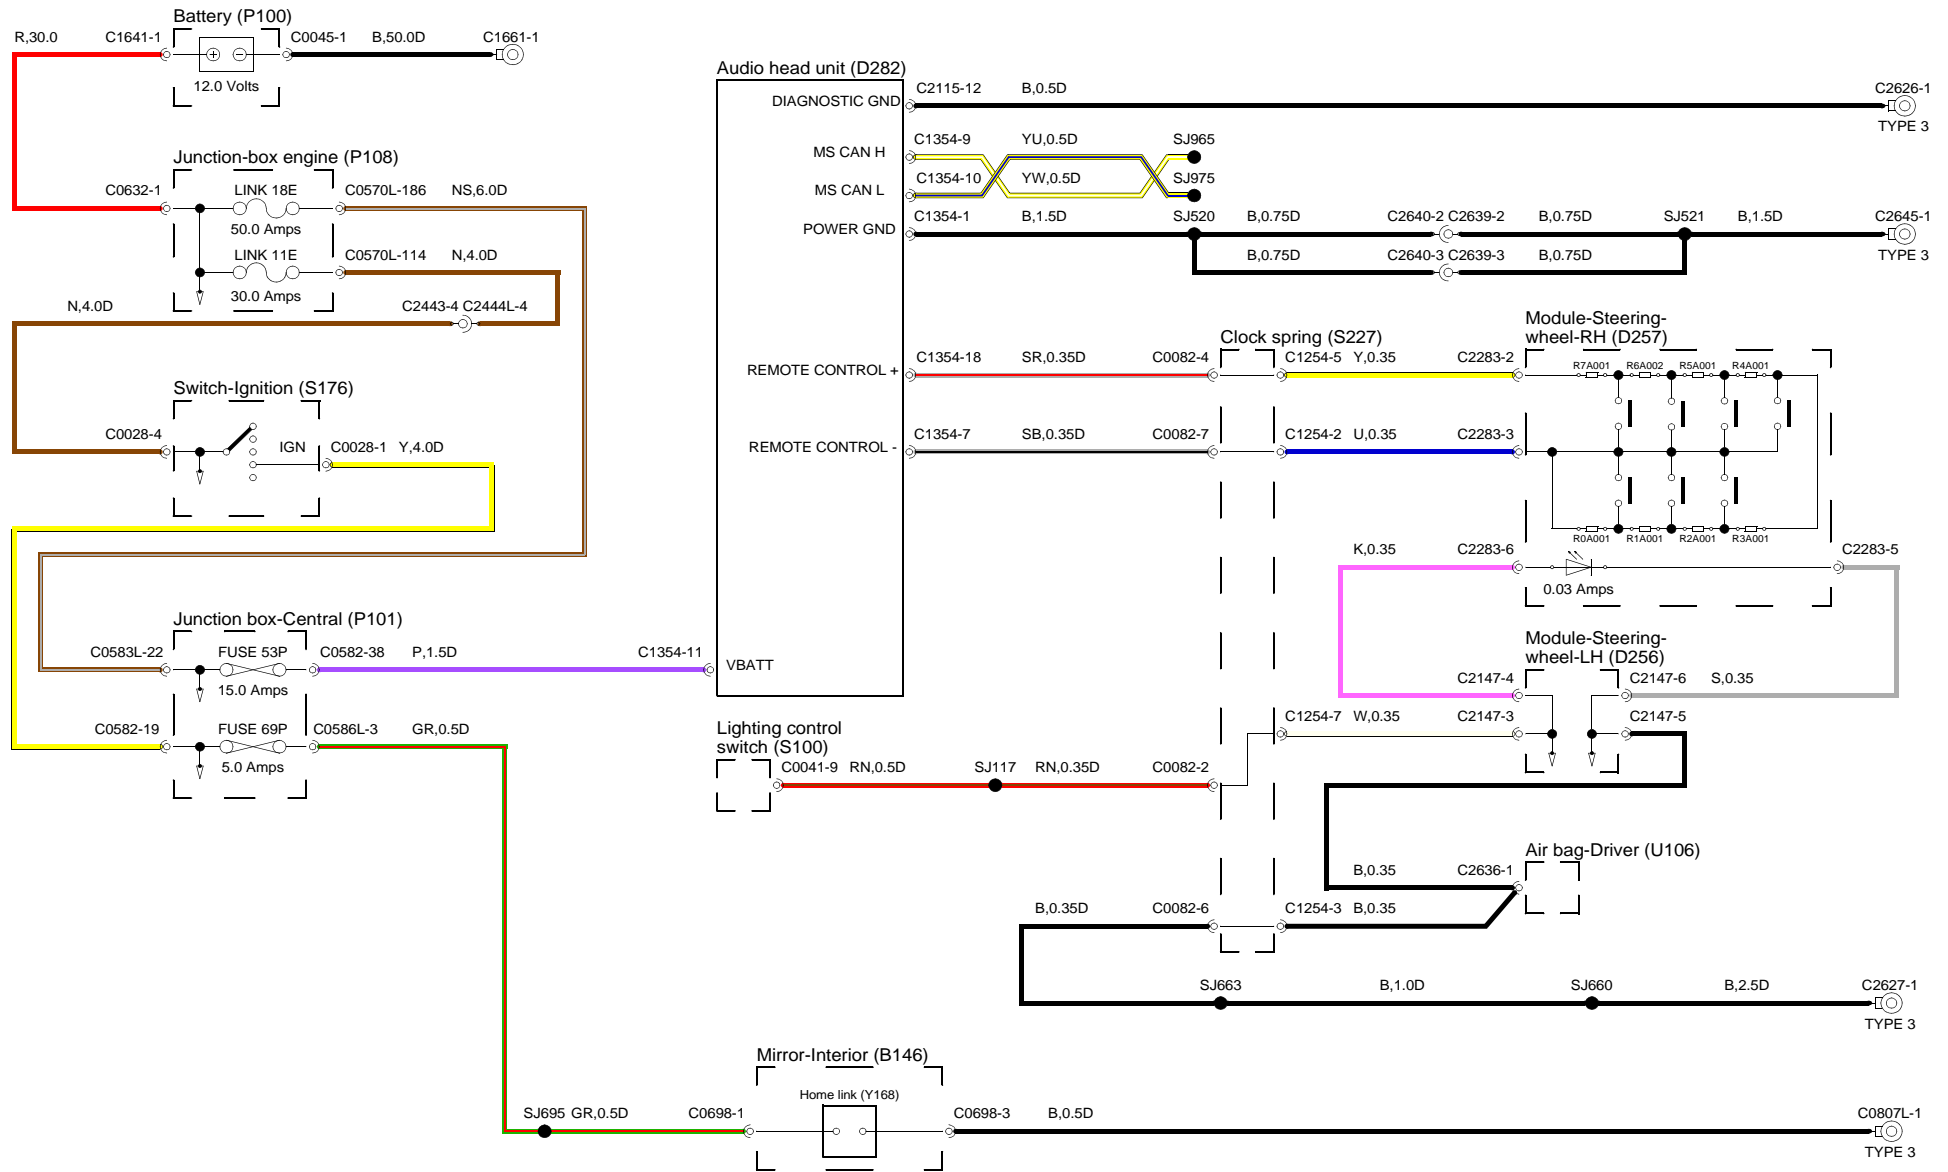 Battery (P100)
R,30.0 C1641-1 C0045-1 B,50.0D C1661-1
12.0 Volts
Junction-box engine (P108)
C0632-1 LINK 18E C0570L-186 NS,6.0D
50.0 Amps
LINK 11E C0570L-114 N,4.0D
30.0 Amps
N,4.0D C2443-4 C2444L-4
Switch-Ignition (S176)
C0028-4 IGN C0028-1 Y,4.0D
Junction box-Central (P101)
C0583L-22 FUSE 53P C0582-38 P,1.5D C1354-11
15.0 Amps
C0582-19 FUSE 69P C0586L-3 GR,0.5D
5.0 Amps
Audio head unit (D282)
DIAGNOSTIC GND C2115-12 B,0.5D C2626-1
TYPE 3
MS CAN H C1354-9 YU,0.5D SJ965
MS CAN L C1354-10 YW,0.5D SJ975
POWER GND C1354-1 B,1.5D SJ520 B,0.75D C2640-2 C2639-2 B,0.75D SJ521 B,1.5D C2645-1
B,0.75D C2640-3 C2639-3 B,0.75D TYPE 3
REMOTE CONTROL + C1354-18 SR,0.35D C0082-4
REMOTE CONTROL - C1354-7 SB,0.35D C0082-7
VBATT
Clock spring (S227)
C1254-5 Y,0.35 C2283-2
C1254-2 U,0.35 C2283-3
Module-Steering-
wheel-RH (D257)
R7A001 R6A002 R5A001 R4A001
R0A001 R1A001 R2A001 R3A001
K,0.35 C2283-6 C2283-5
0.03 Amps
Module-Steering-
wheel-LH (D256)
C2147-4 C2147-6 S,0.35
C1254-7 W,0.35 C2147-3 C2147-5
Lighting control
switch (S100)
C0041-9 RN,0.5D SJ117 RN,0.35D C0082-2
Air bag-Driver (U106)
B,0.35 C2636-1
B,0.35D C0082-6 C1254-3 B,0.35
SJ663 B,1.0D SJ660 B,2.5D C2627-1
TYPE 3
Mirror-Interior (B146)
Home link (Y168)
SJ695 GR,0.5D C0698-1 C0698-3 B,0.5D C0807L-1
TYPE 3